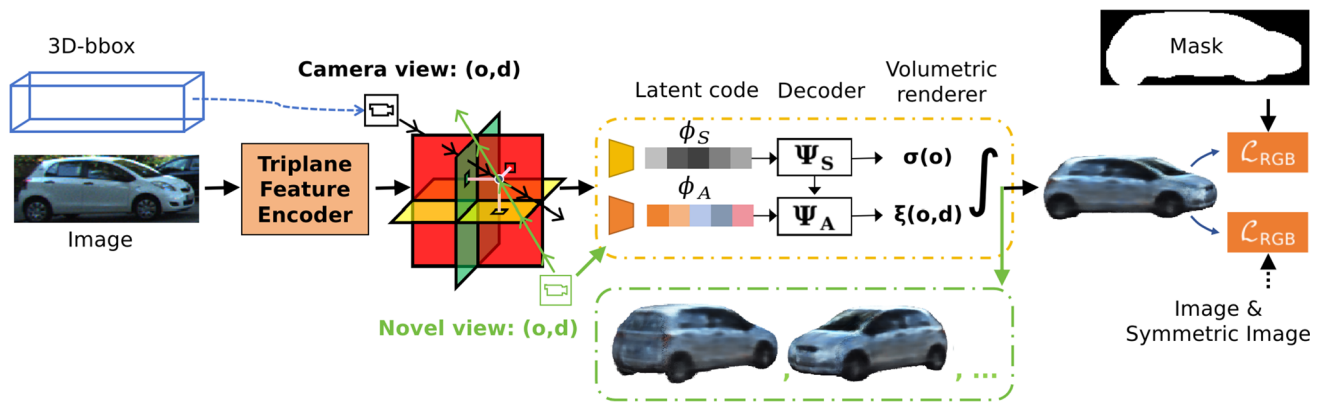 3D-bbox
Camera view: (o,d)
Image
Triplane
Feature
Encoder
Novel view: (o,d)
Latent code
Decoder
Volumetric
renderer
ϕ_S
Ψ_S
σ(o)
ϕ_A
Ψ_A
ξ(o,d)
∫
, , ...
Mask
ℒ_RGB
ℒ_RGB
Image &
Symmetric Image